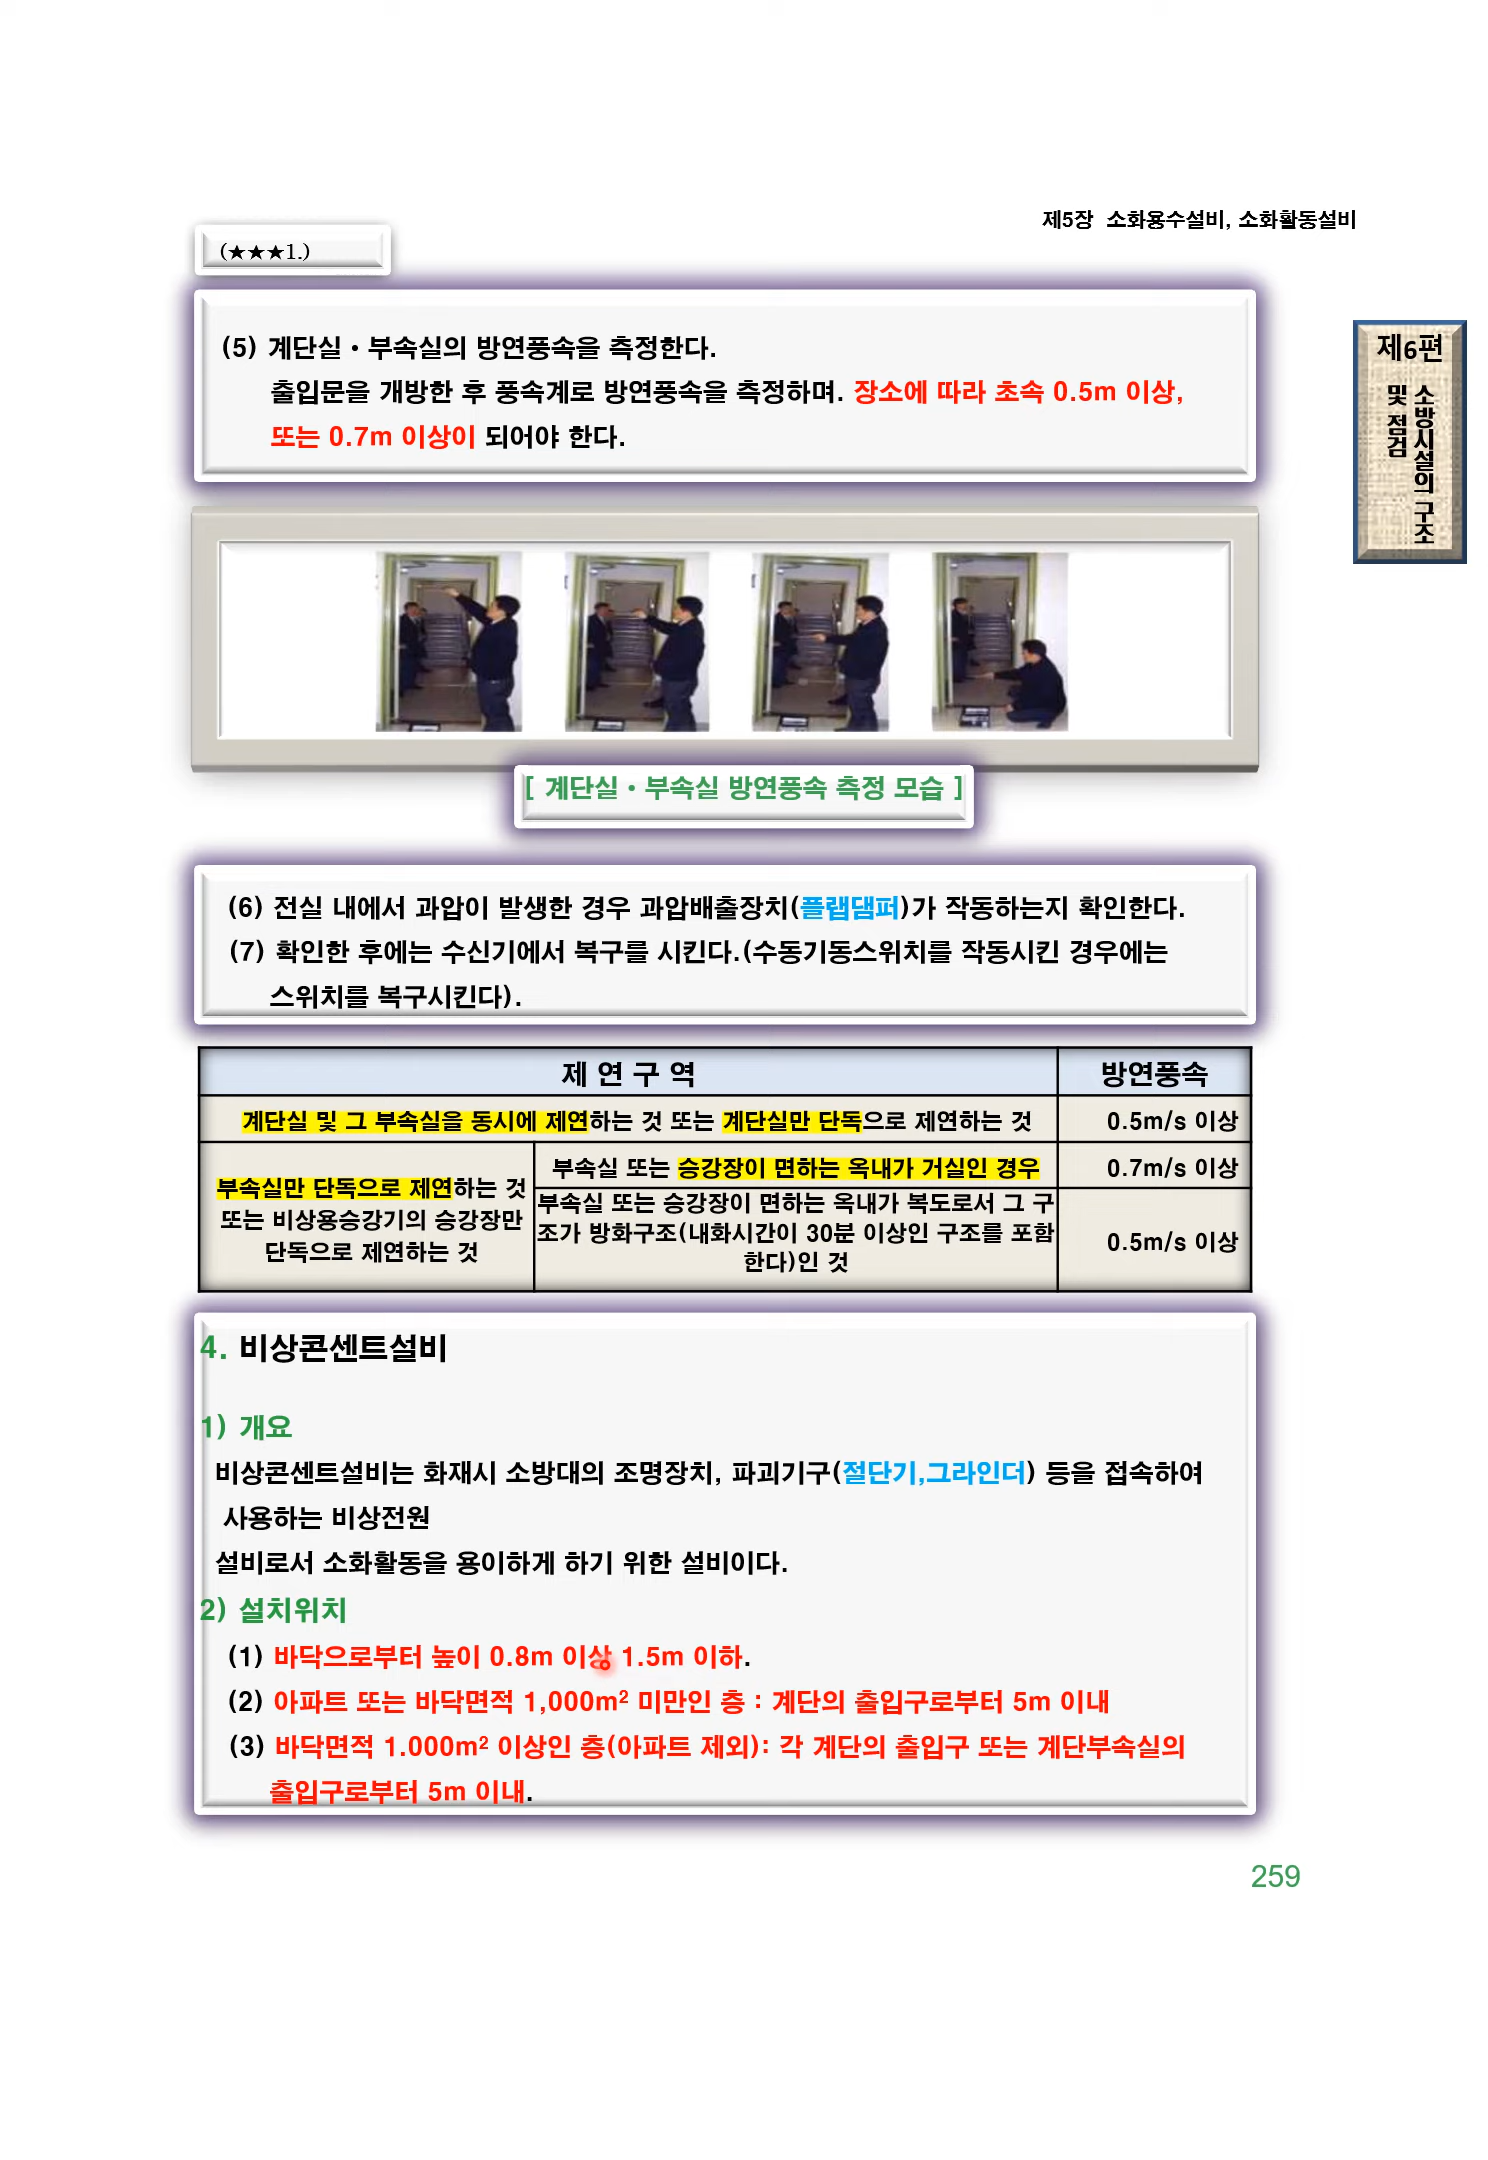 제5장 소화용수설비, 소화활동설비
(★★★1.)
제6편
소방시설의 구조
및 점검
(5) 계단실・부속실의 방연풍속을 측정한다.
출입문을 개방한 후 풍속계로 방연풍속을 측정하며. 장소에 따라 초속 0.5m 이상,
또는 0.7m 이상이 되어야 한다.
[ 계단실・부속실 방연풍속 측정 모습 ]
(6) 전실 내에서 과압이 발생한 경우 과압배출장치(플랩댐퍼)가 작동하는지 확인한다.
(7) 확인한 후에는 수신기에서 복구를 시킨다.(수동기동스위치를 작동시킨 경우에는
스위치를 복구시킨다).
제 연 구 역
방연풍속
계단실 및 그 부속실을 동시에 제연하는 것 또는 계단실만 단독으로 제연하는 것
0.5m/s 이상
부속실만 단독으로 제연하는 것
또는 비상용승강기의 승강장만
단독으로 제연하는 것
부속실 또는 승강장이 면하는 옥내가 거실인 경우
0.7m/s 이상
부속실 또는 승강장이 면하는 옥내가 복도로서 그 구
조가 방화구조(내화시간이 30분 이상인 구조를 포함
한다)인 것
0.5m/s 이상
4. 비상콘센트설비
1) 개요
비상콘센트설비는 화재시 소방대의 조명장치, 파괴기구(절단기,그라인더) 등을 접속하여
사용하는 비상전원
설비로서 소화활동을 용이하게 하기 위한 설비이다.
2) 설치위치
(1) 바닥으로부터 높이 0.8m 이상 1.5m 이하.
(2) 아파트 또는 바닥면적 1,000m² 미만인 층 : 계단의 출입구로부터 5m 이내
(3) 바닥면적 1.000m² 이상인 층(아파트 제외): 각 계단의 출입구 또는 계단부속실의
출입구로부터 5m 이내.
259